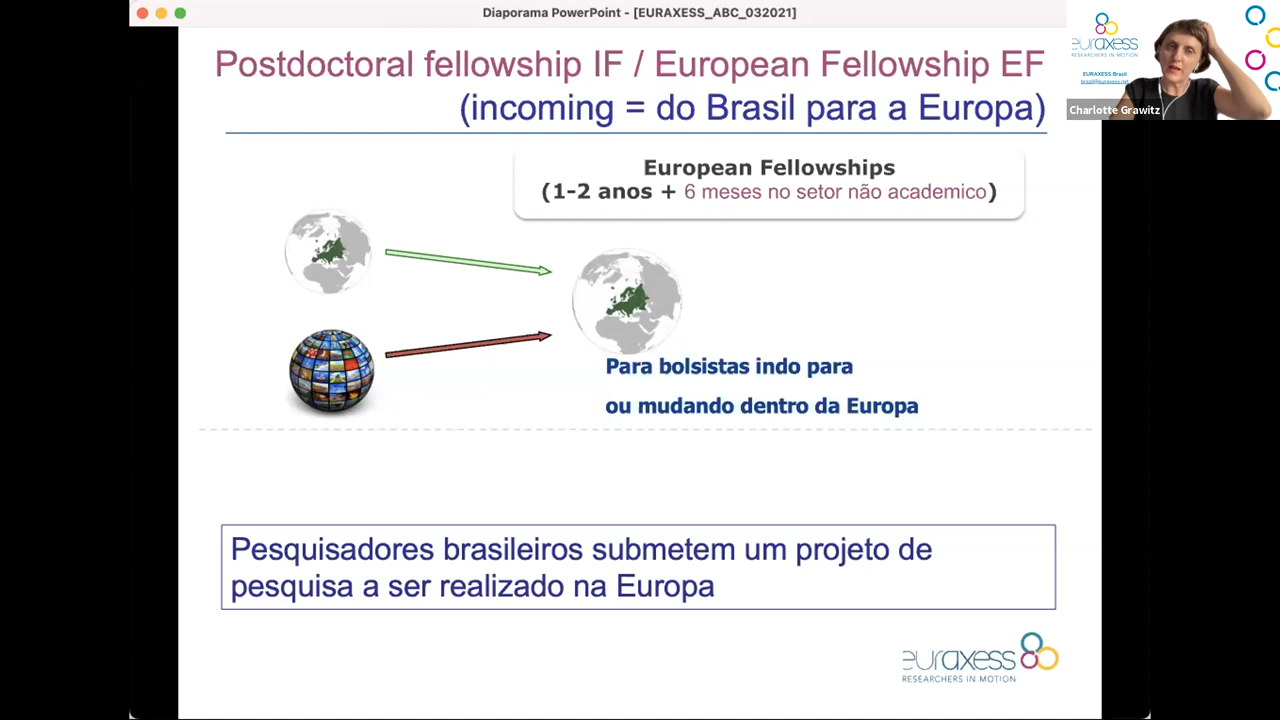 Diaporama PowerPoint - [EURAXESS_ABC_032021]
Postdoctoral fellowship IF / European Fellowship EF
(incoming = do Brasil para a Europa)
European Fellowships
(1-2 anos + 6 meses no setor não academico)
Para bolsistas indo para
ou mudando dentro da Europa
Pesquisadores brasileiros submetem um projeto de
pesquisa a ser realizado na Europa
euraxess
RESEARCHERS IN MOTION
euraxess
RESEARCHERS IN MOTION
EURAXESS Brazil
brazil@euraxess.net
Charlotte Grawitz